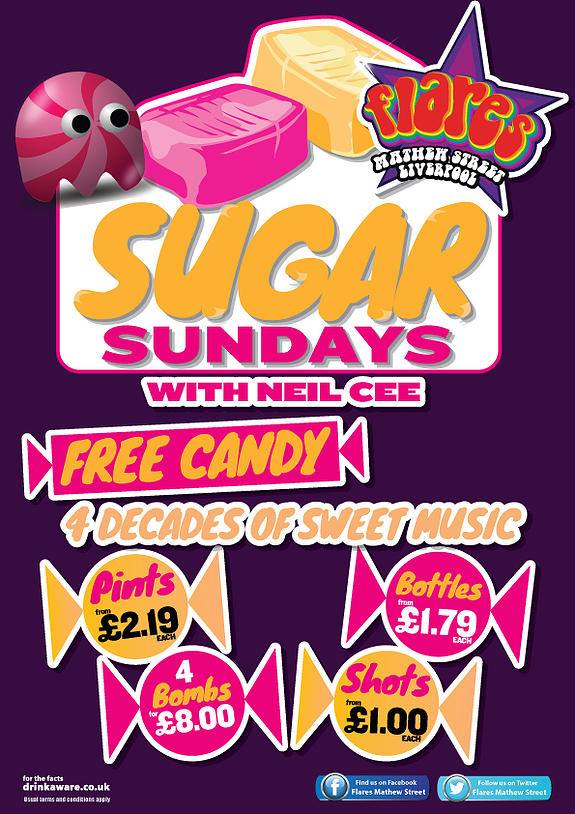 flares
MATHEW STREET
LIVERPOOL
SUGAR
SUNDAYS
WITH NEIL CEE
FREE CANDY
4 DECADES OF SWEET MUSIC
Pints
from
£2.19
EACH
Bottles
from
£1.79
EACH
4
Bombs
for
£8.00
Shots
from
£1.00
EACH
for the facts
drinkaware.co.uk
Usual terms and conditions apply
f
Find us on Facebook
Flares Mathew Street
Follow us on Twitter
Flares Mathew Street